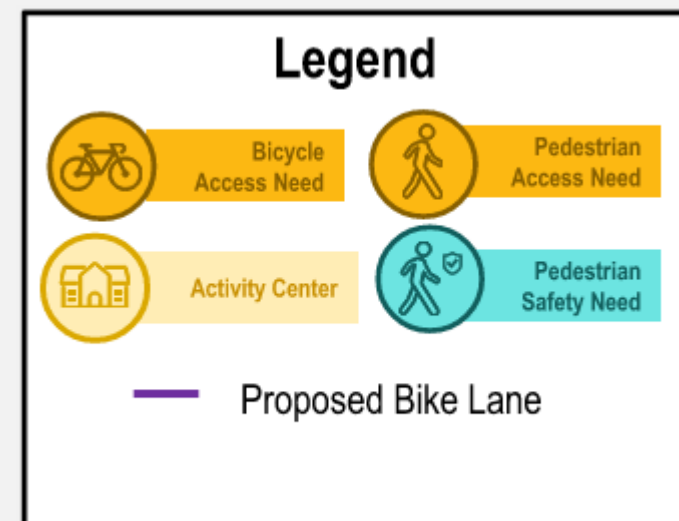 Legend
Bicycle
Access Need
Pedestrian
Access Need
Activity Center
Pedestrian
Safety Need
Proposed Bike Lane